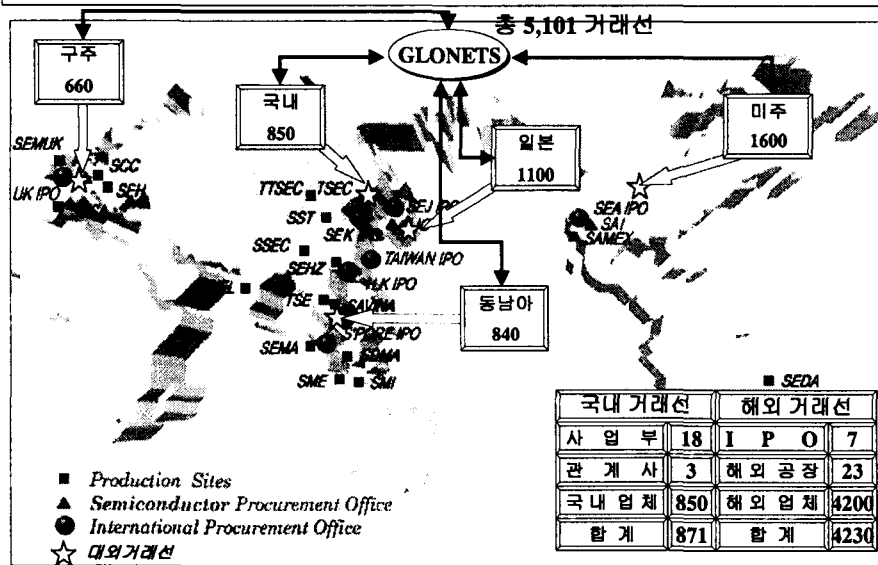 총 5,101 거래선
GLONETS
구주
660
국내
850
일본
1100
미주
1600
동남아
840
SEMUK
SCC
SEH
UK IPO
TTSEC
TSEC
SEJ IPO
SST
SEK
SSEC
TAIWAN IPO
SEHZ
H.K IPO
TSE
SAVINA
S'PORE IPO
SEMA
SDMA
SME
SMI
SEA IPO
SAI
SAMEX
SEDA
국내 거래선 해외 거래선
사 업 부 18 I P O 7
관 계 사 3 해외공장 23
국내업체 850 해외업체 4200
합 계 871 합 계 4230
Production Sites
Semiconductor Procurement Office
International Procurement Office
대외거래선